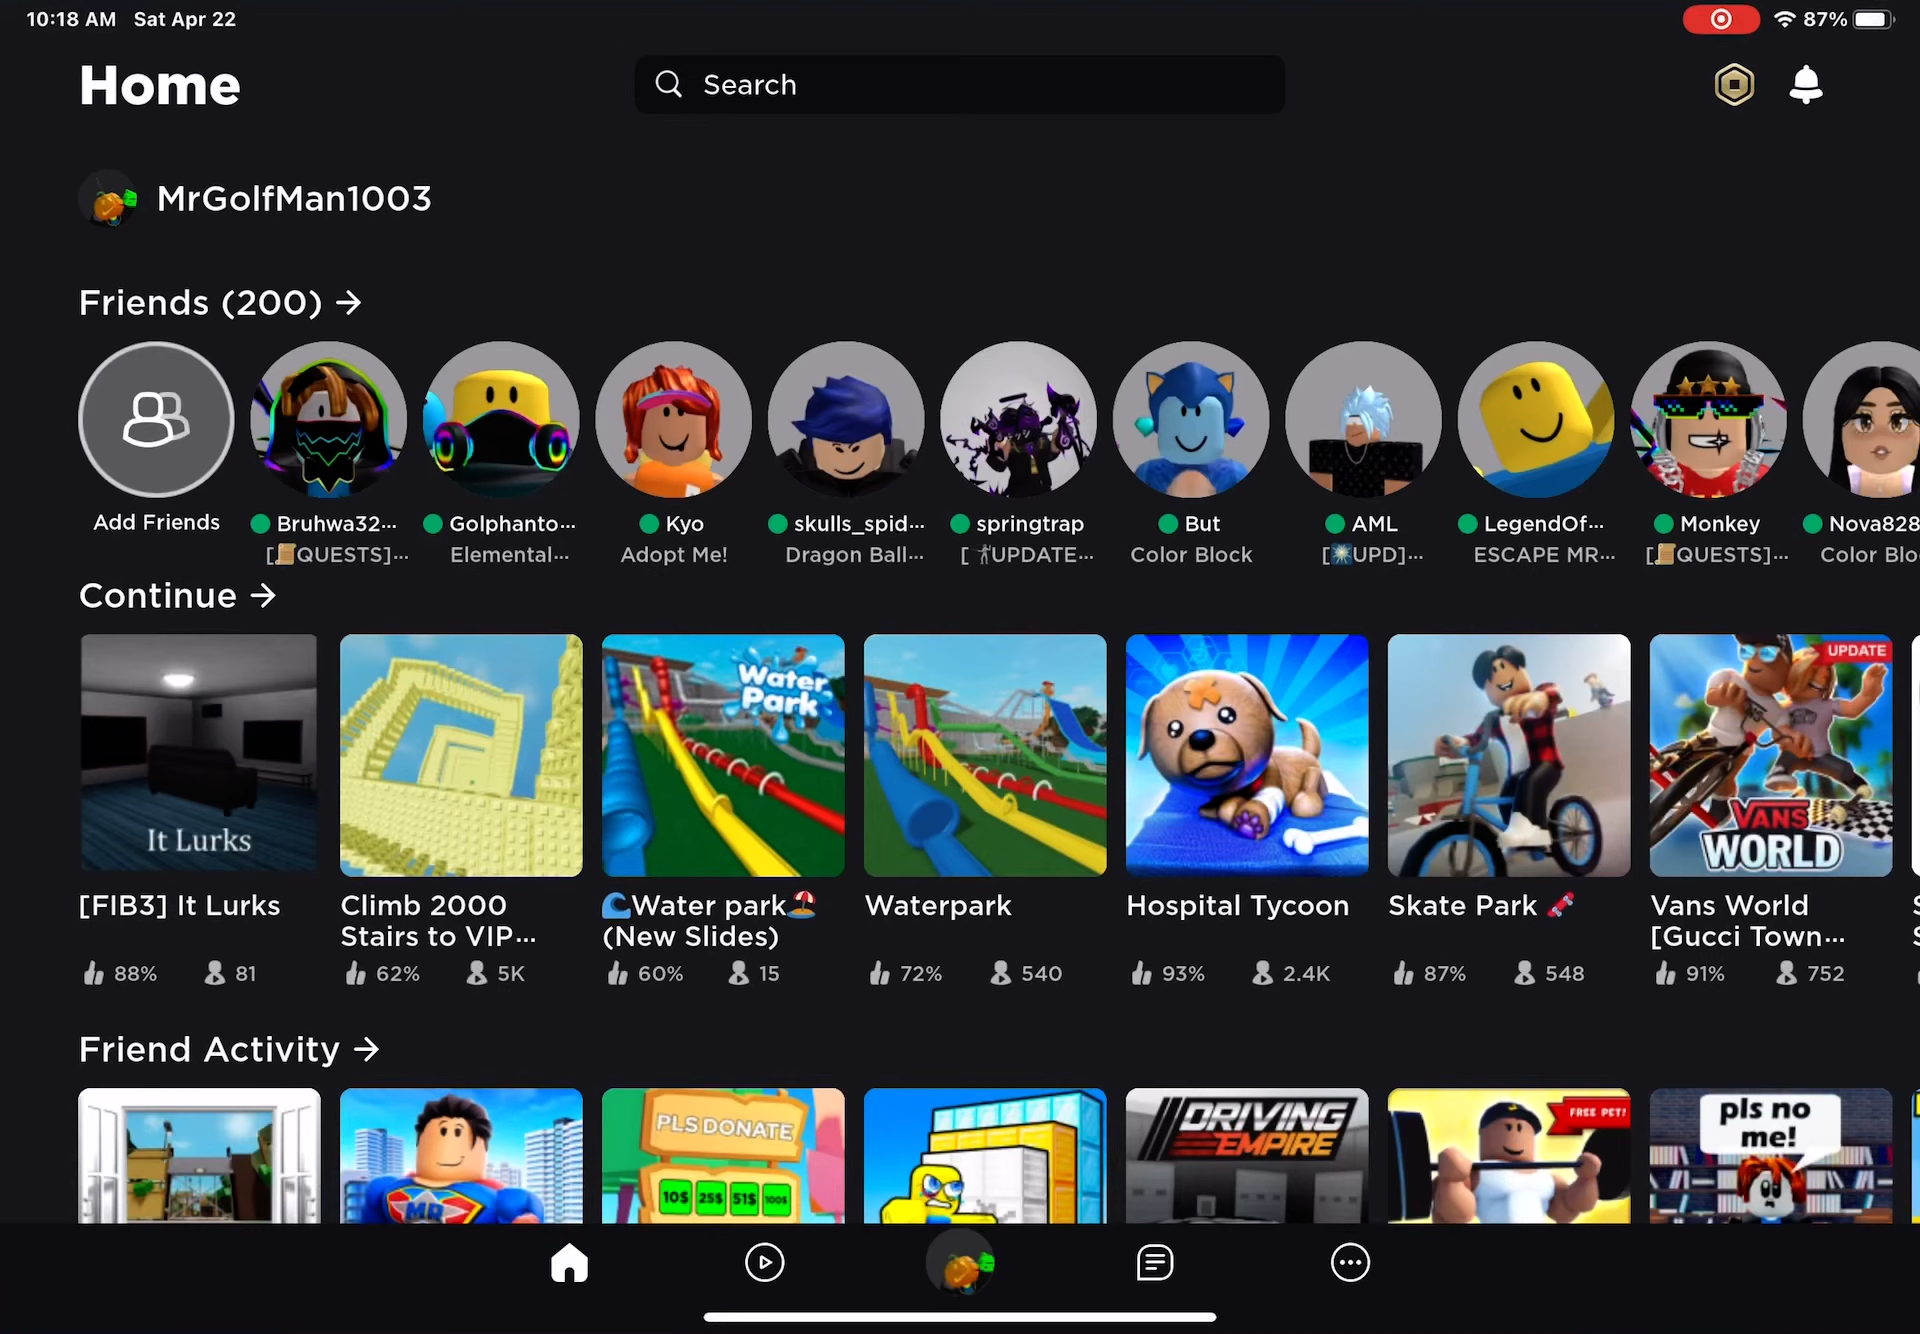 10:18 AM Sat Apr 22
87%
Home
Search
MrGolfMan1003
Friends (200) →
Add Friends
Bruhwa32...
Golphanto...
Kyo
skulls_spid...
springtrap
But
AML
LegendOf...
Monkey
Nova828
[📜QUESTS]...
Elemental...
Adopt Me!
Dragon Ball...
[ UPDATE...
Color Block
[🎆UPD]...
ESCAPE MR...
[📜QUESTS]...
Color Blo
Continue →
It Lurks
Water Park
UPDATE
VANS
WORLD
[FIB3] It Lurks
Climb 2000
Stairs to VIP...
🌊Water park🏖️
(New Slides)
Waterpark
Hospital Tycoon
Skate Park 🛹
Vans World
[Gucci Town...
88% 81
62% 5K
60% 15
72% 540
93% 2.4K
87% 548
91% 752
Friend Activity →
MR
PLS DONATE
10$ 25$ 51$ 100$
DRIVING
EMPIRE
FREE PET!
pls no
me!